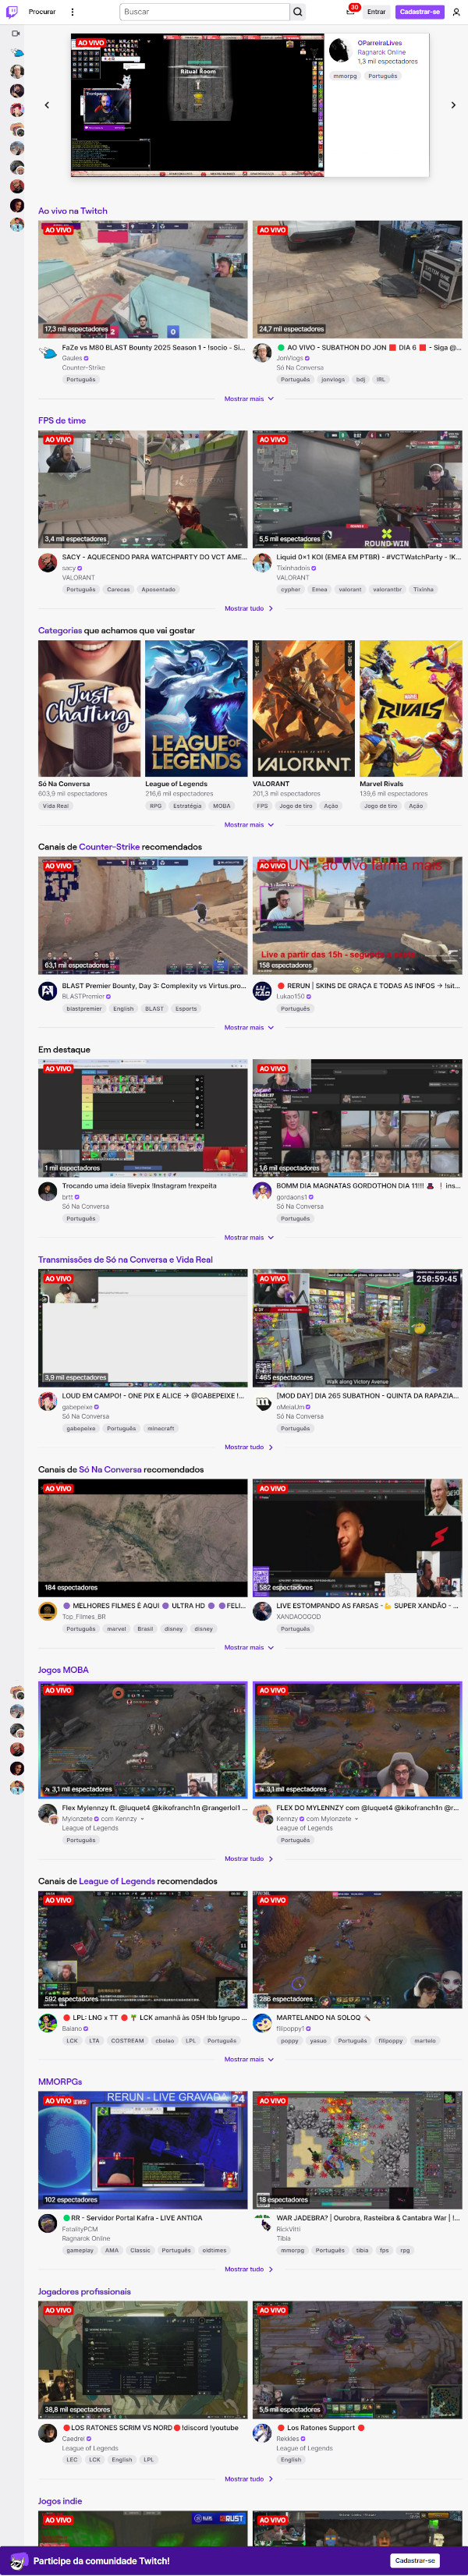 Procurar
Buscar
30
Entrar
Cadastrar-se
AO VIVO
Ritual Room
OParreiraLives
Ragnarok Online
1,3 mil espectadores
mmorpg
Português
Ao vivo na Twitch
AO VIVO
17,3 mil espectadores
FaZe vs M80 BLAST Bounty 2025 Season 1 - !socio - Si...
Gaules
Counter-Strike
Português
AO VIVO
24,7 mil espectadores
AO VIVO - SUBATHON DO JON 🟥 DIA 6 🟥 - Siga @...
JonVlogs
Só Na Conversa
Português
jonvlogs
bdj
IRL
Mostrar mais
FPS de time
AO VIVO
3,4 mil espectadores
SACY - AQUECENDO PARA WATCHPARTY DO VCT AME...
sacy
VALORANT
Português
Carecas
Aposentado
AO VIVO
ROUND WIN
5,5 mil espectadores
Liquid 0x1 KOI (EMEA EM PTBR) - #VCTWatchParty - !K...
Tixinhadois
VALORANT
cypher
Emea
valorant
valorantbr
Tixinha
Mostrar tudo
Categorias que achamos que vai gostar
Just Chatting
Só Na Conversa
603,9 mil espectadores
Vida Real
LEAGUE OF LEGENDS
League of Legends
216,6 mil espectadores
RPG
Estratégia
MOBA
VALORANT
VALORANT
201,3 mil espectadores
FPS
Jogo de tiro
Ação
MARVEL
RIVALS
Marvel Rivals
139,6 mil espectadores
Jogo de tiro
Ação
Mostrar mais
Canais de Counter-Strike recomendados
AO VIVO
63,1 mil espectadores
BLAST Premier Bounty, Day 3: Complexity vs Virtus.pro...
BLASTPremier
blastpremier
English
BLAST
Esports
AO VIVO
RUN - ao vivo farma mais
Live a partir das 15h - segunda
158 espectadores
🔴 RERUN | SKINS DE GRAÇA E TODAS AS INFOS → !sit...
Lukao150
Português
Mostrar mais
Em destaque
AO VIVO
1 mil espectadores
Trocando uma ideia !livepix !Instagram !respeita
brtt
Só Na Conversa
Português
AO VIVO
1,6 mil espectadores
BOMM DIA MAGNATAS GORDOTHON DIA 11!!! 🎩 ❗ ins...
gordaons1
Só Na Conversa
Português
Mostrar mais
Transmissões de Só na Conversa e Vida Real
AO VIVO
3,9 mil espectadores
LOUD EM CAMPO! - ONE PIX E ALICE → @GABEPEIXE !...
gabepeixe
Só Na Conversa
gabepeixe
Português
minecraft
AO VIVO
250:59:45
Walk along Victory Avenue
465 espectadores
[MOD DAY] DIA 265 SUBATHON - QUINTA DA RAPAZIA...
oMeiaUm
Só Na Conversa
Português
Mostrar tudo
Canais de Só Na Conversa recomendados
AO VIVO
184 espectadores
🟣 MELHORES FILMES É AQUI 🟣 ULTRA HD 🟣 🟣FELI...
Top_Filmes_BR
Português
marvel
Brasil
disney
disney
AO VIVO
582 espectadores
LIVE ESTOMPANDO AS FARSAS - 💪 SUPER XANDÃO - ...
XANDAOOGOD
Português
Mostrar mais
Jogos MOBA
AO VIVO
3,1 mil espectadores
Flex Mylennzy ft. @luquet4 @kikofranch1n @rangerlol1 ...
Mylonzete com Kennzy
League of Legends
Português
AO VIVO
3,1 mil espectadores
FLEX DO MYLENNZY com @luquet4 @kikofranch1n @r...
Kennzy com Mylonzete
League of Legends
Português
Mostrar tudo
Canais de League of Legends recomendados
AO VIVO
592 espectadores
🔴 LPL: LNG x TT 🔴 🌴 LCK amanhã às 05H !bb !grupo ...
Baiano
LCK
LTA
COSTREAM
cbolao
LPL
Português
AO VIVO
286 espectadores
MARTELANDO NA SOLOQ 🔨
filipoppy1
poppy
yasuo
Português
filipoppy
martelo
Mostrar mais
MMORPGs
AO VIVO
RERUN - LIVE GRAVADA
24
102 espectadores
🟢RR - Servidor Portal Kafra - LIVE ANTIGA
FatalityPCM
Ragnarok Online
gameplay
AMA
Classic
Português
oldtimes
AO VIVO
18 espectadores
WAR JADEBRA? | Ourobra, Rasteibra & Cantabra War | !...
RickVitti
Tibia
mmorpg
Português
tibia
fps
rpg
Mostrar tudo
Jogadores profissionais
AO VIVO
38,8 mil espectadores
🔴LOS RATONES SCRIM VS NORD🔴!discord !youtube
Caedrel
League of Legends
LEC
LCK
English
LPL
AO VIVO
5,5 mil espectadores
🔴 Los Ratones Support 🔴
Rekkles
League of Legends
English
Mostrar tudo
Jogos indie
AO VIVO
RUST
AO VIVO
Participe da comunidade Twitch!
Cadastrar-se